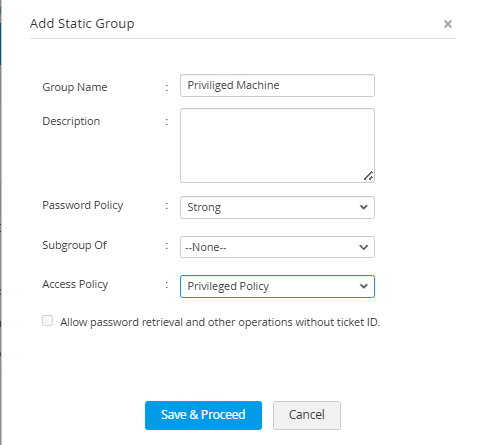 Add Static Group ×
Group Name : Priviliged Machine
Description :
Password Policy : Strong
Subgroup Of : --None--
Access Policy : Privileged Policy
Allow password retrieval and other operations without ticket ID.
Save & Proceed Cancel